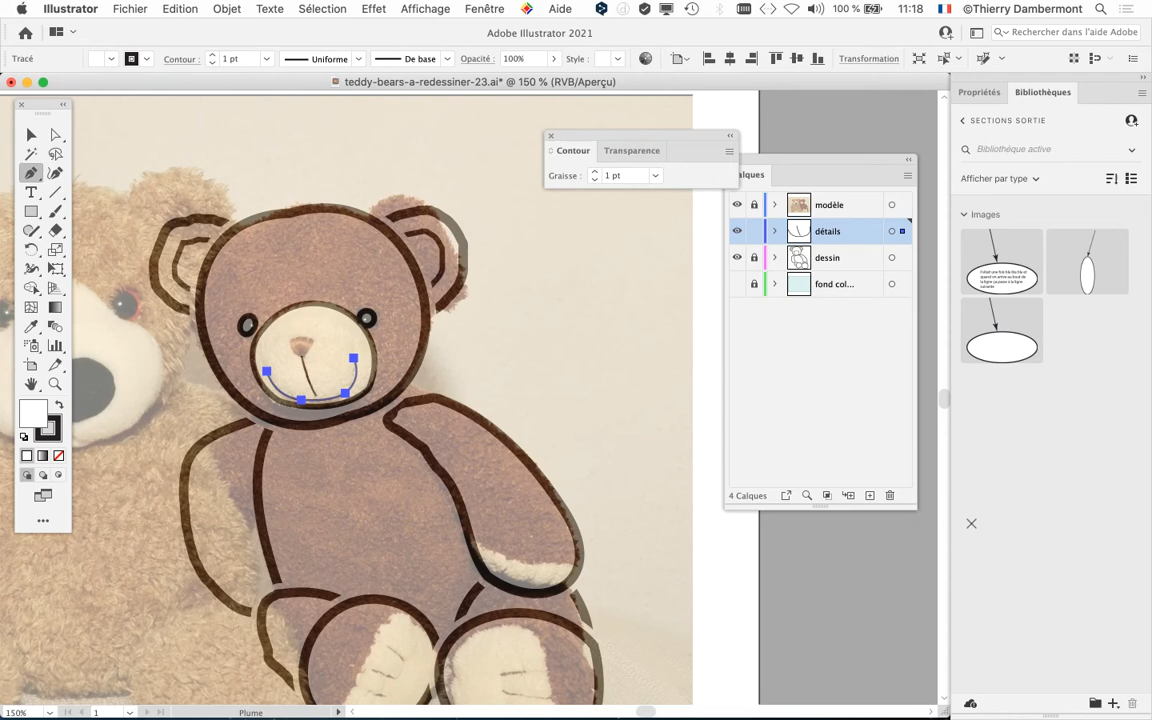 Illustrator Fichier Edition Objet Texte Sélection Effet Affichage Fenêtre Aide 100 % 11:18 ©Thierry Dambermont
Adobe Illustrator 2021
Rechercher dans l'aide Adobe
Tracé Contour : 1 pt Uniforme De base Opacité : 100% Style : Transformation
teddy-bears-a-redessiner-23.ai* @ 150 % (RVB/Aperçu)
Propriétés Bibliothèques
SECTIONS SORTIE
Bibliothèque active
Afficher par type
Images
Contour Transparence
Graisse : 1 pt
alques
modèle
détails
dessin
fond col...
4 Calques
150% 1 Plume